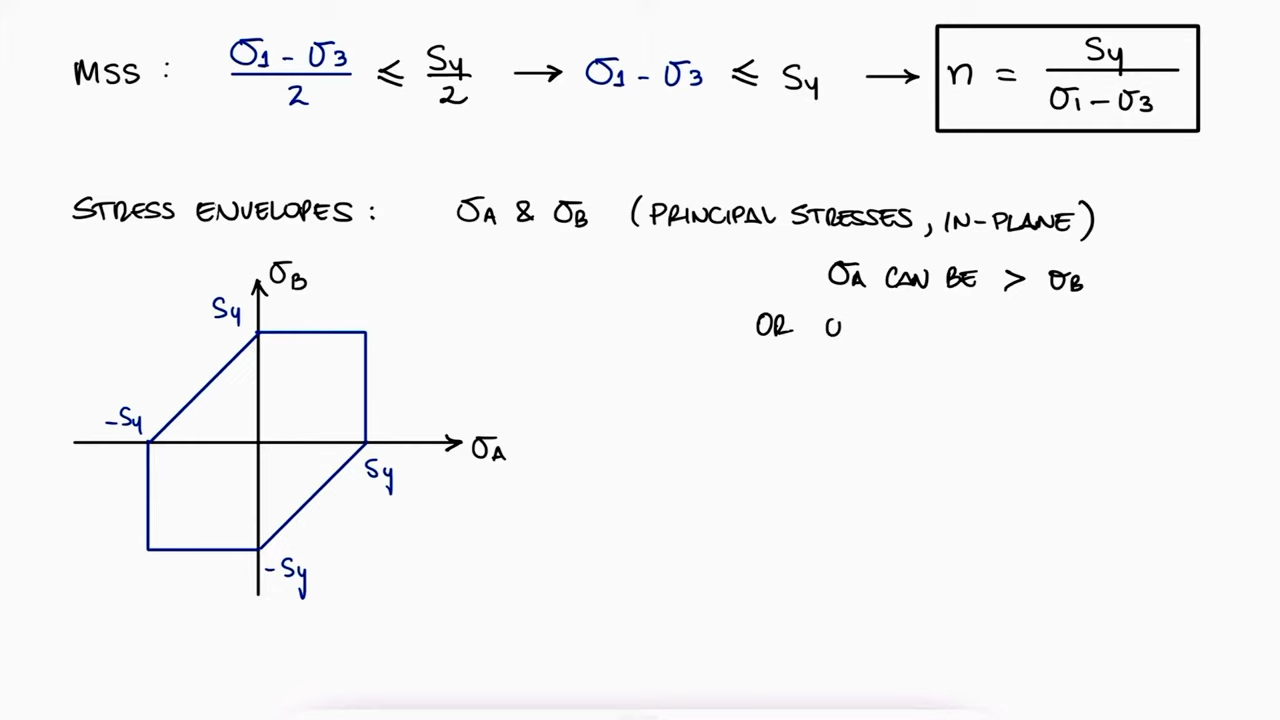 MSS : σ1 - σ3 / 2 ≤ Sy / 2 → σ1 - σ3 ≤ Sy → n = Sy / σ1 - σ3
STRESS ENVELOPES : σA & σB (PRINCIPAL STRESSES, IN-PLANE)
σA CAN BE > σB
OR σ
σB
Sy
-Sy
σA
Sy
-Sy